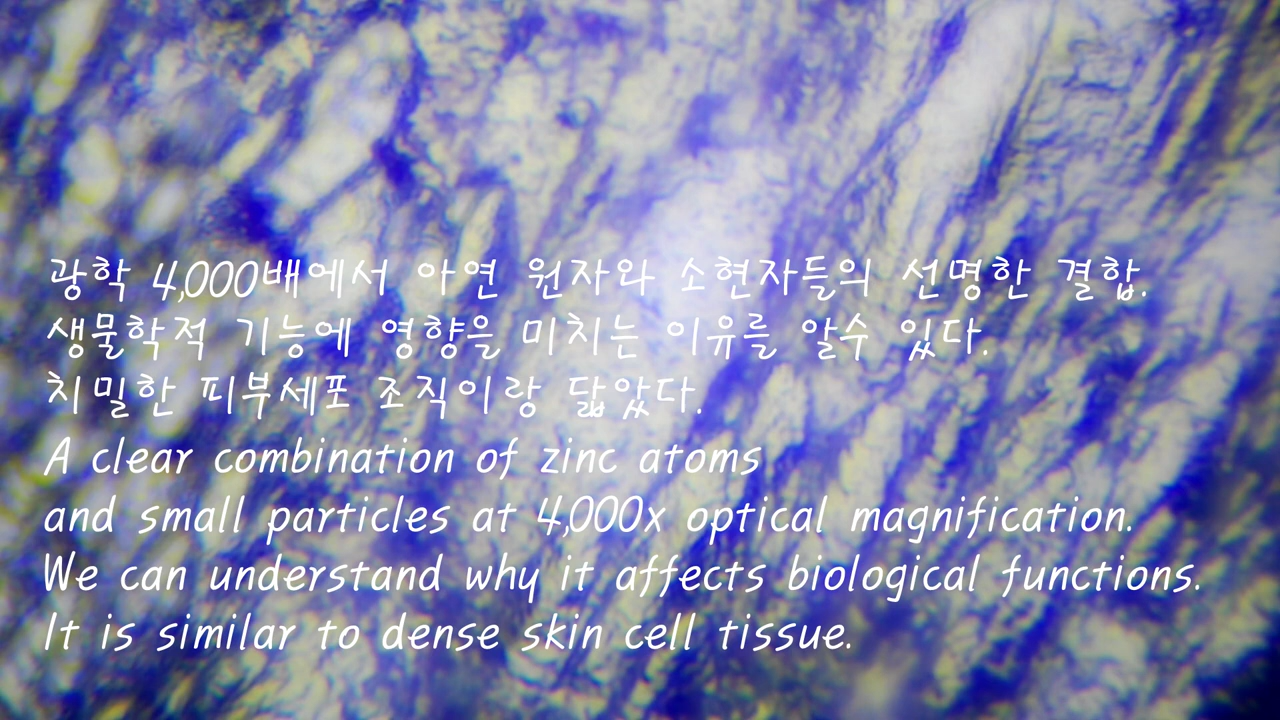 광학 4,000배에서 아연 원자와 소현자들의 선명한 결합.
생물학적 기능에 영향을 미치는 이유를 알수 있다.
치밀한 피부세포 조직이랑 닮았다.
A clear combination of zinc atoms
and small particles at 4,000x optical magnification.
We can understand why it affects biological functions.
It is similar to dense skin cell tissue.